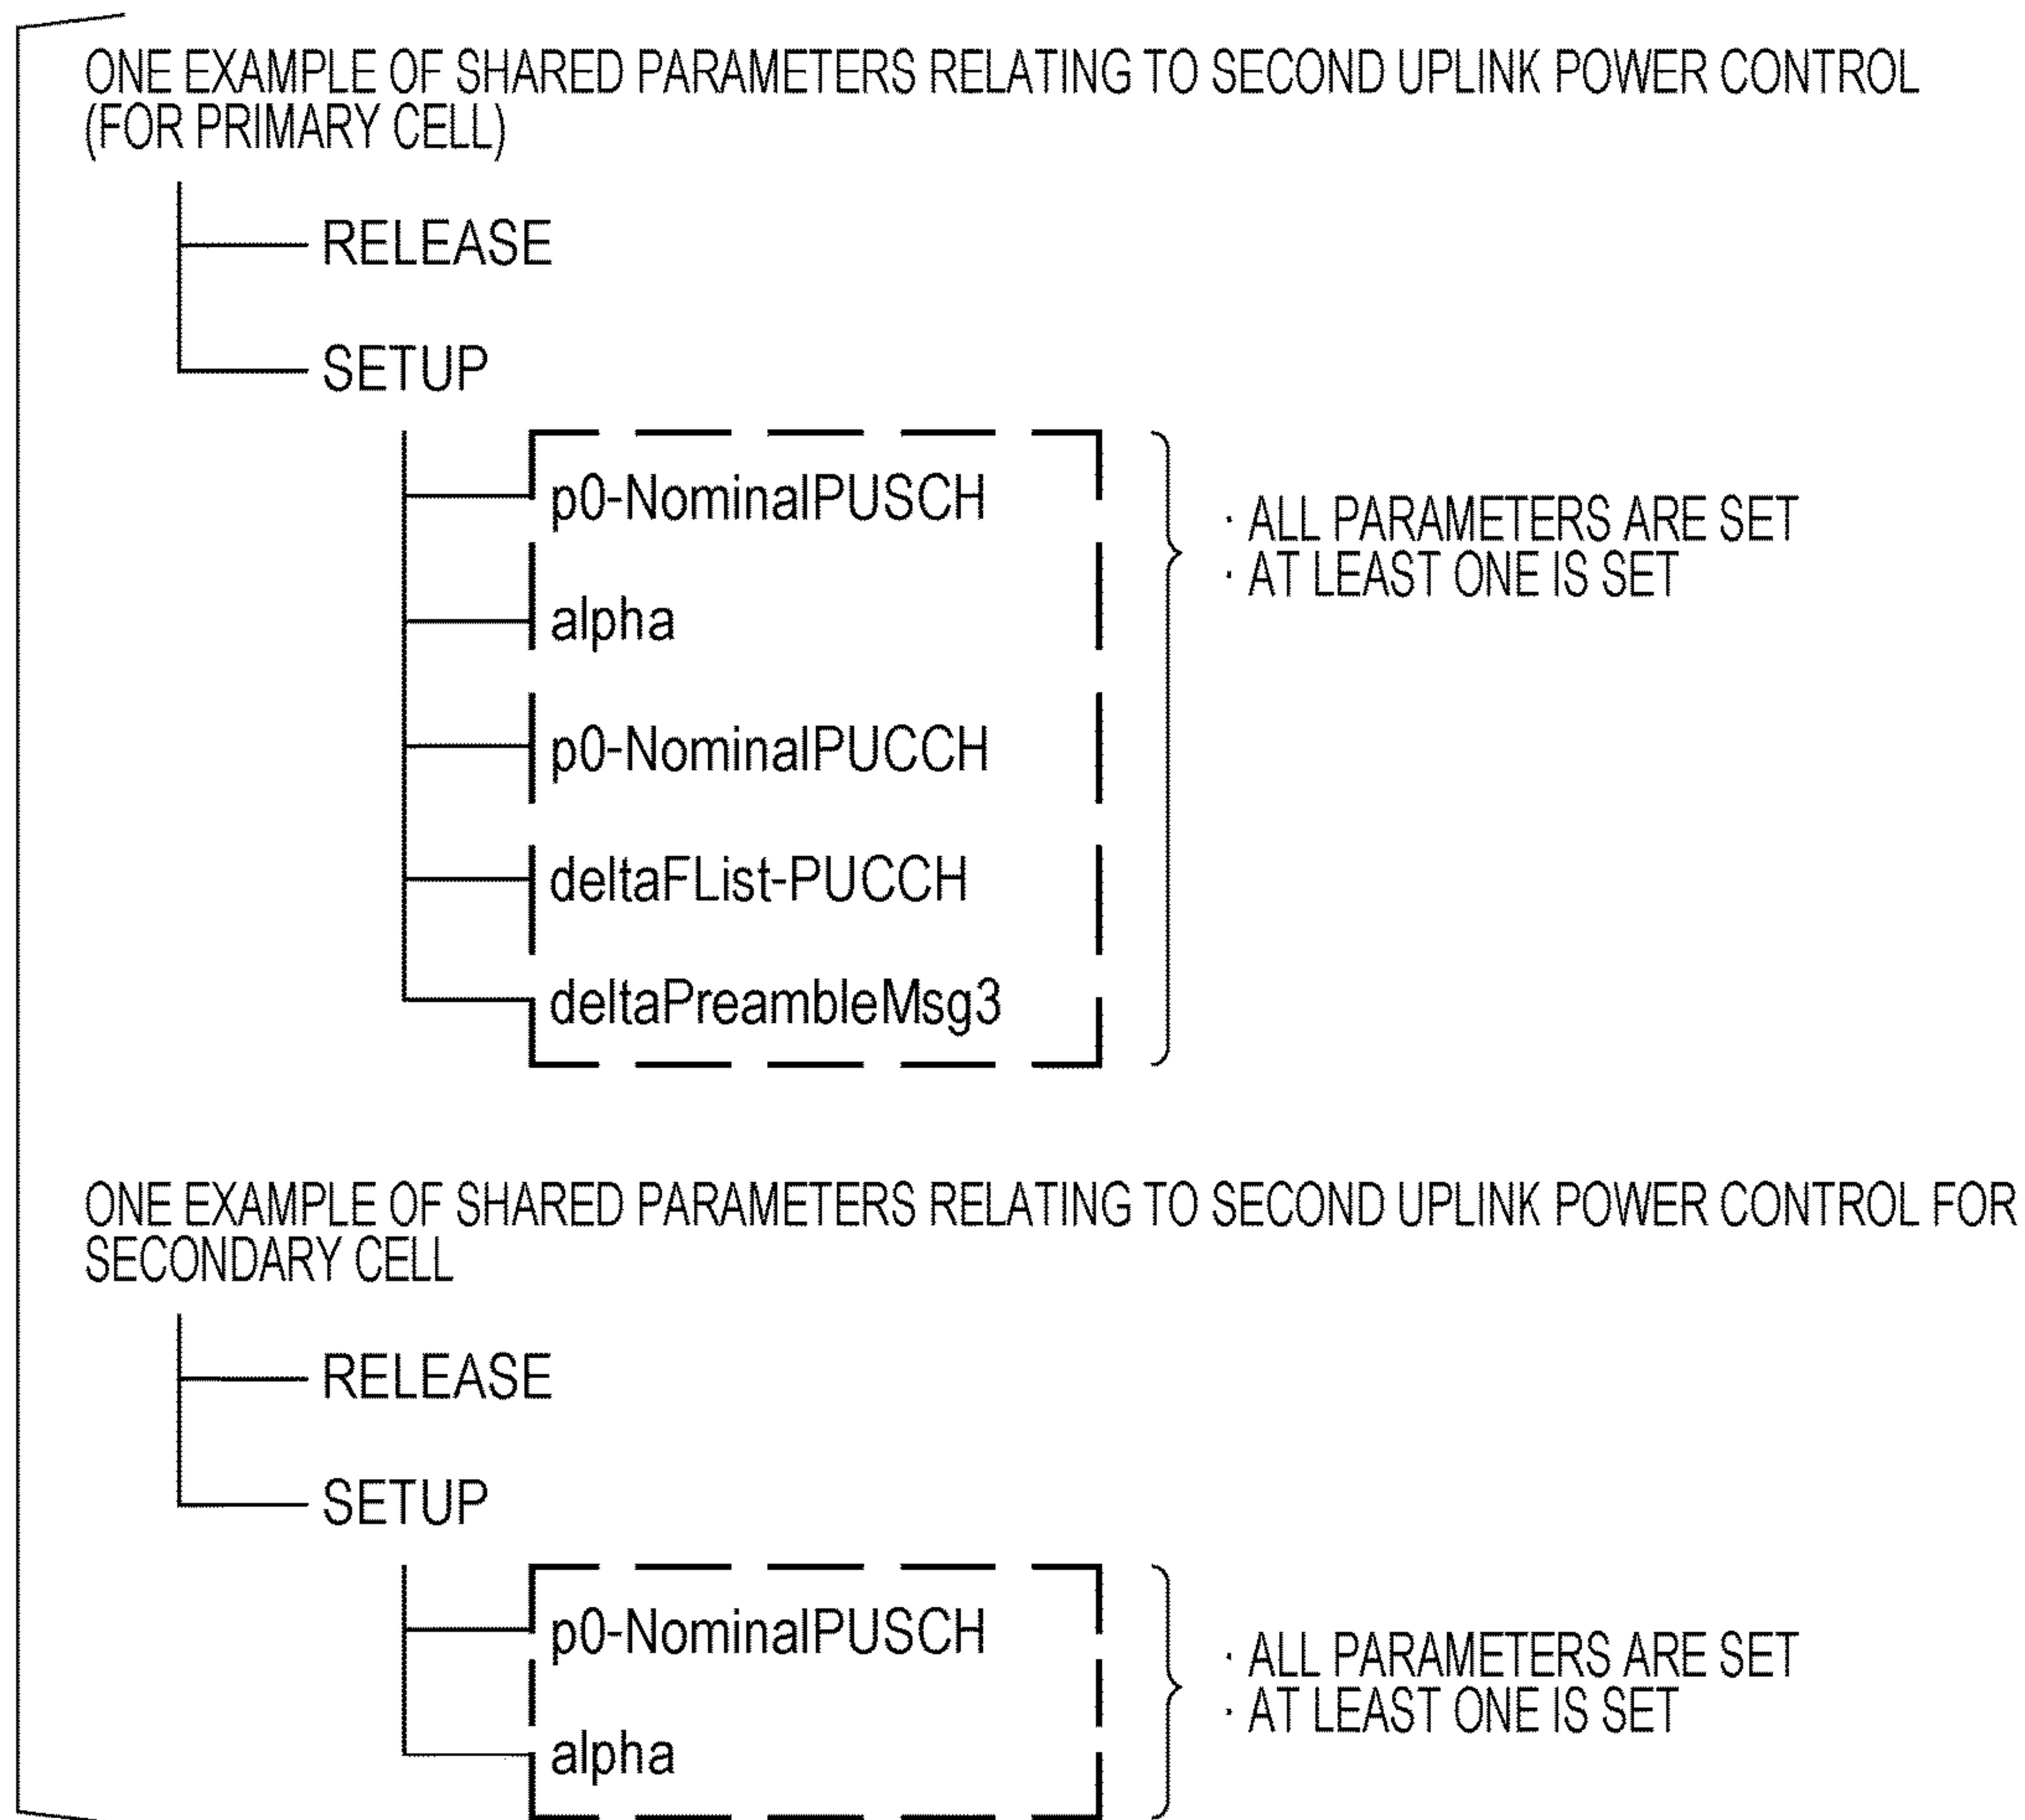 ONE EXAMPLE OF SHARED PARAMETERS RELATING TO SECOND UPLINK POWER CONTROL
(FOR PRIMARY CELL)
RELEASE
SETUP
p0-NominalPUSCH
alpha
p0-NominalPUCCH
deltaFList-PUCCH
deltaPreambleMsg3
· ALL PARAMETERS ARE SET
· AT LEAST ONE IS SET
ONE EXAMPLE OF SHARED PARAMETERS RELATING TO SECOND UPLINK POWER CONTROL FOR
SECONDARY CELL
RELEASE
SETUP
p0-NominalPUSCH
alpha
· ALL PARAMETERS ARE SET
· AT LEAST ONE IS SET